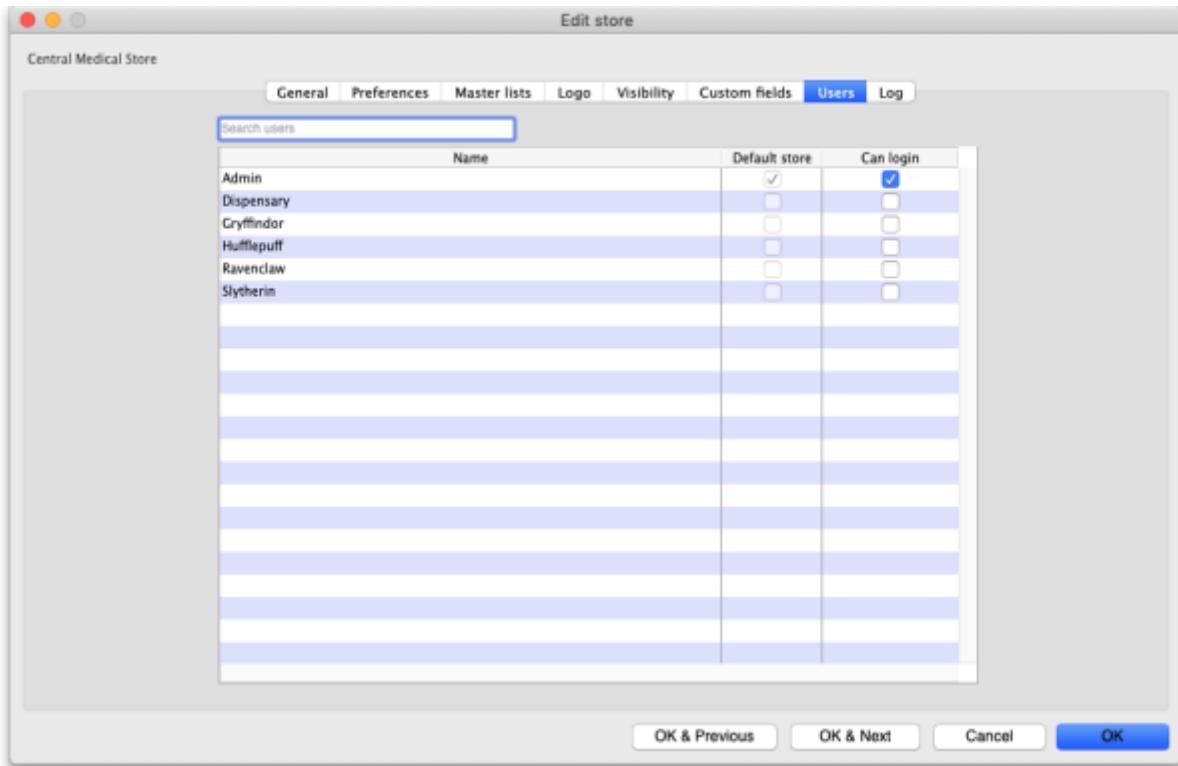 Edit store
Central Medical Store
General Preferences Master lists Logo Visibility Custom fields Users Log
Search users
Name Default store Can login
Admin
Dispensary
Gryffindor
Hufflepuff
Ravenclaw
Slytherin
OK & Previous OK & Next Cancel OK